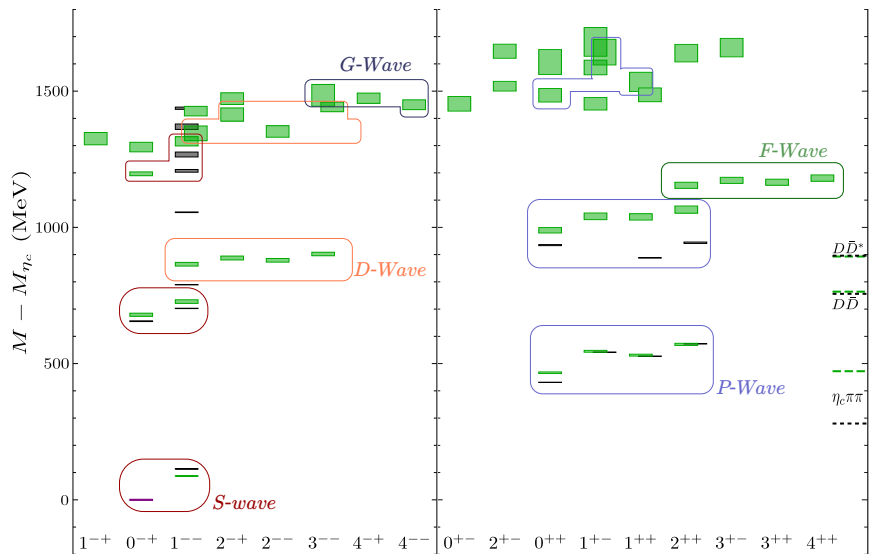 G-Wave
1500
F-Wave
M − M_{η_c} (MeV)
1000
DD̄*
D-Wave
DD̄
500
P-Wave
η_cππ
S-wave
0
1⁻⁺ 0⁻⁺ 1⁻⁻ 2⁻⁺ 2⁻⁻ 3⁻⁻ 4⁻⁺ 4⁻⁻ 0⁺⁻ 2⁺⁻ 0⁺⁺ 1⁺⁻ 1⁺⁺ 2⁺⁺ 3⁺⁻ 3⁺⁺ 4⁺⁺